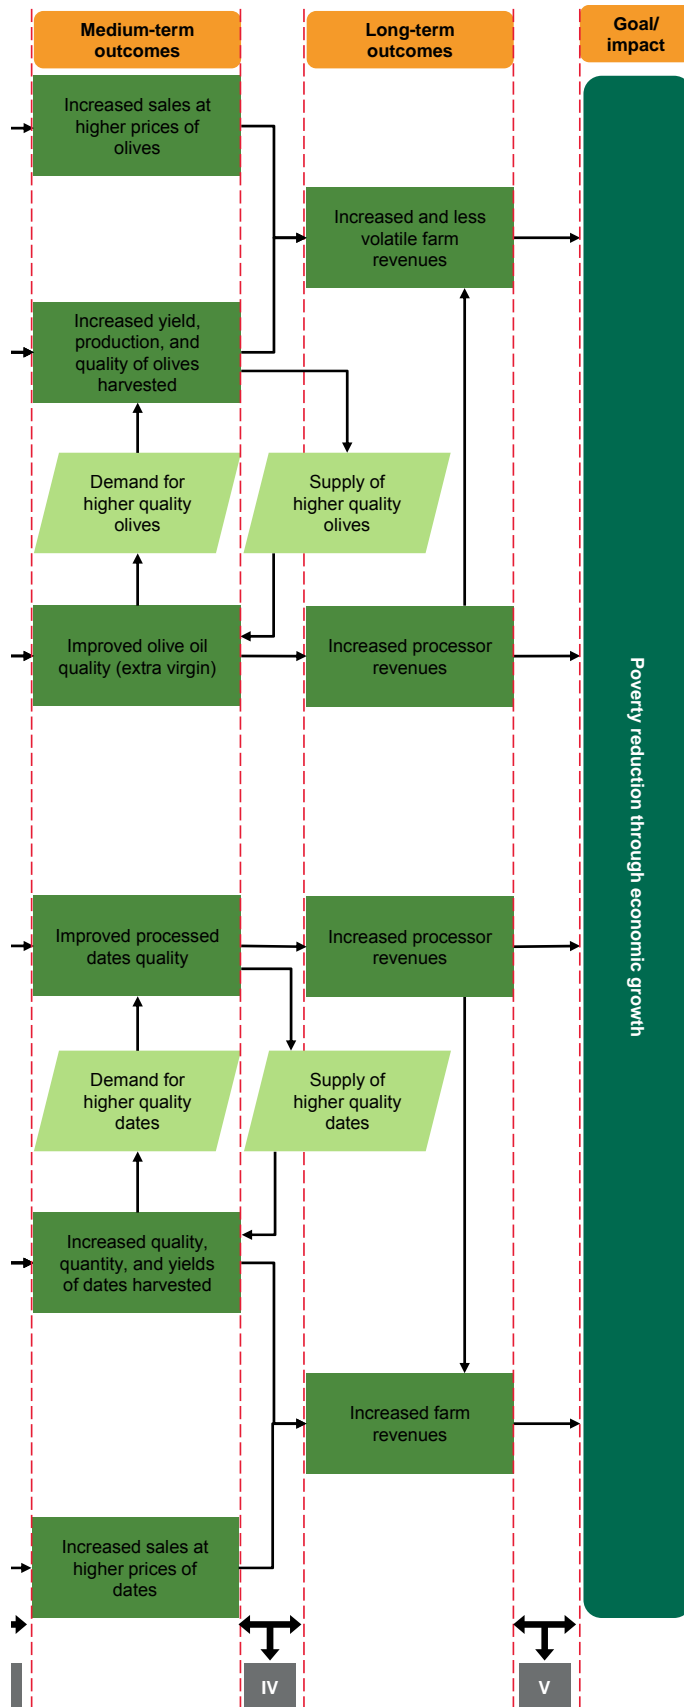 Medium-term
outcomes
Long-term
outcomes
Goal/
impact
Increased sales at
higher prices of
olives
Increased and less
volatile farm
revenues
Increased yield,
production, and
quality of olives
harvested
Demand for
higher quality
olives
Supply of
higher quality
olives
Improved olive oil
quality (extra virgin)
Increased processor
revenues
Poverty reduction through economic growth
Improved processed
dates quality
Increased processor
revenues
Demand for
higher quality
dates
Supply of
higher quality
dates
Increased quality,
quantity, and yields
of dates harvested
Increased farm
revenues
Increased sales at
higher prices of
dates
IV
V